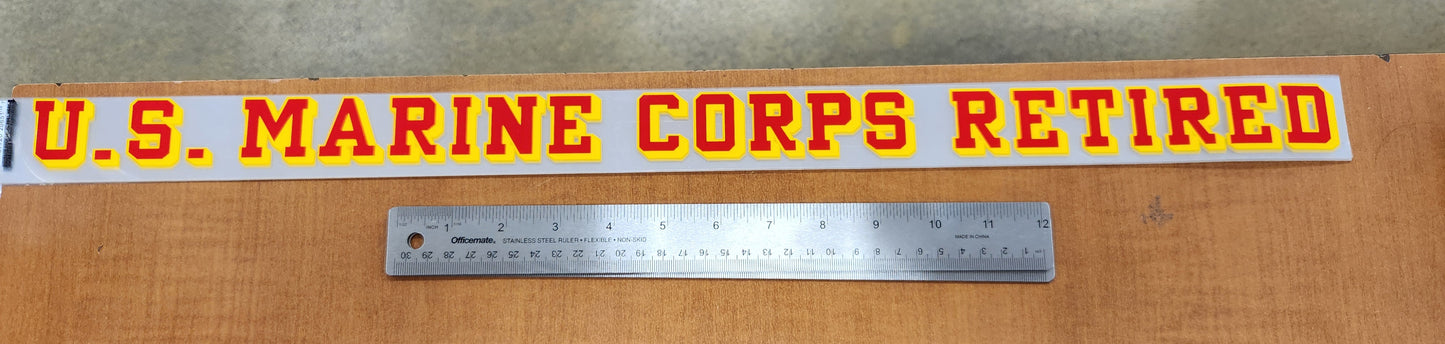 U.S. MARINE CORPS RETIRED
INCH 1 2 3 4 5 6 7 8 9 10 11 12
Officemate. STAINLESS STEEL RULER • FLEXIBLE • NON-SKID MADE IN CHINA
30 29 28 27 26 25 24 23 22 21 20 19 18 17 16 15 14 13 12 11 10 9 8 7 6 5 4 3 2 1